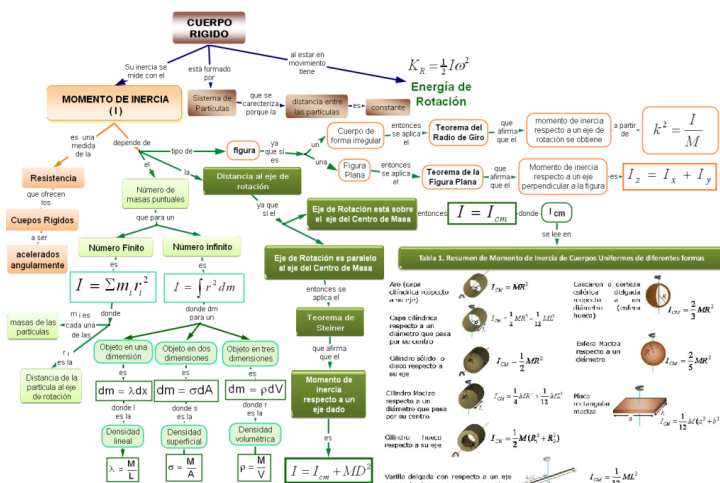 CUERPO
RIGIDO
Su inercia se
mide con el
está formado
por
al estar en
movimiento
tiene
K_R = ½Iω²
Energía de
Rotación
MOMENTO DE INERCIA
( I )
Sistema de
Partículas
que se
carecteriza
porque la
distancia entre
las partículas
es
constante
es una
medida
de la
Resistencia
que ofrecen
los
Cuepos Rigidos
a ser
acelerados
angularmente
depende de
tipo de
figura
ya
que si
es
un
Cuerpo de
forma irregular
entonces
se aplica
el
Teorema del
Radio de Giro
que
afirma
que el
momento de inercia
respecto a un eje de
rotación se obtiene
a partir
de
k² = I / M
una
Figura
Plana
entonces
se aplica
el
Teorema de la
Figura Plana
que
afirma
que el
Momento de inercia
respecto a un eje
perpendicular a la figura
es
I_z = I_x + I_y
el
Número de
masas puntuales
que para un
Número Finito
es
I = Σm_i r_i²
donde
m i es
cada una
de las
masas de las
partículas
r i
es la
Distancia de la
partícula al eje
de rotación
Número infinito
es
I = ∫r² dm
donde dm
para un
Objeto en una
dimensión
es
dm = λdx
donde l
es la
Densidad
lineal
λ = M / L
Objeto en dos
dimensiones
es
dm = σdA
donde s
es la
Densidad
superficial
σ = M / A
Objeto en tres
dimensiones
es
dm = ρdV
donde r
es la
Densidad
volumétrica
ρ = M / V
la
Distancia al eje de
rotación
ya que
sí el
Eje de Rotación está sobre
el eje del Centro de Masa
entonces
I = I_cm
donde
I cm
se lee en
Eje de Rotación es paralelo
al eje del Centro de Masa
entonces se
aplica el
Teorema de
Steiner
que afirma
que el
Momento de
inercia
respecto a un
eje dado
es
I = I_cm + MD²
Tabla 1. Resumen de Momento de Inercia de Cuerpos Uniformes de diferentes formas
Aro (capa
cilíndrica respecto
a su eje)
I_CM = MR²
Capa cilíndrica
respecto a un
diámetro que pasa
por su centro
I_CM = 1/2 MR² + 1/12 ML²
Cilindro sólido o
disco respecto a
su eje
I_CM = 1/2 MR²
Cilindro Macizo
respecto a un
diámetro que pasa
por su centro
I_CM = 1/4 MR² + 1/12 ML²
Cilindro hueco
respecto a su eje
I_CM = 1/2 M(R₁² + R₂²)
Varilla delgada con respecto a un eje
I_CM = 1/12 ML²
Cascaron o corteza
esférica delgada
respecto a un
diámetro (esfera
hueca)
I_CM = 2/3 MR²
Esfera Maciza
respecto a un
diámetro
I_CM = 2/5 MR²
Placa
rectangular
maciza
I_CM = 1/12 M(a² + b²